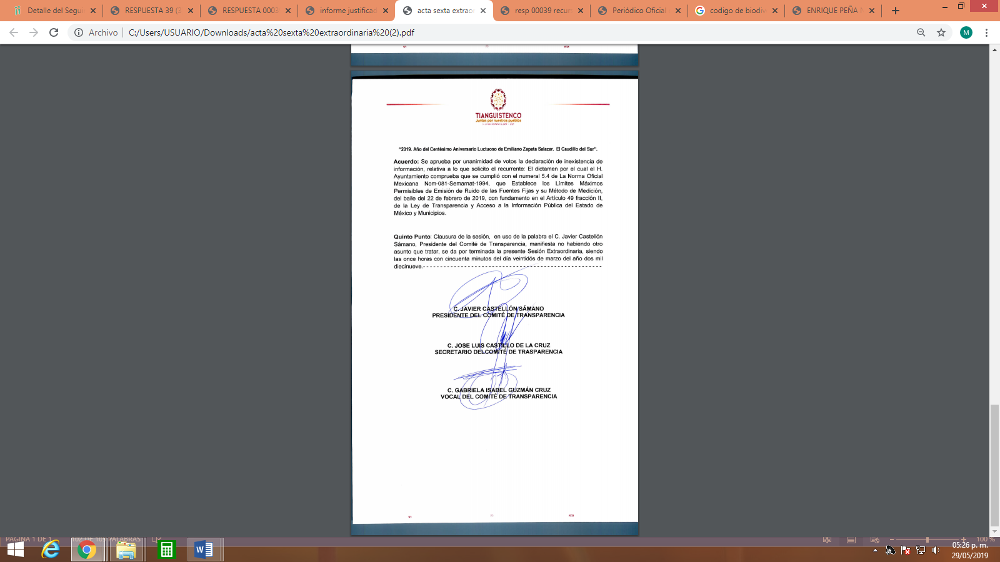 Detalle del Segui
RESPUESTA 39 (3
RESPUESTA 0003
informe justificad
acta sexta extraor
resp 00039 recur
Periódico Oficial
codigo de biodiv
ENRIQUE PEÑA
Archivo
C:/Users/USUARIO/Downloads/acta%20sexta%20extraordinaria%20(2).pdf
M
TIANGUISTENCO
Juntos por nuestros pueblos
“2019. Año del Centésimo Aniversario Luctuoso de Emiliano Zapata Salazar. El Caudillo del Sur”.
Acuerdo: Se aprueba por unanimidad de votos la declaración de inexistencia de
información, relativa a lo que solicito el recurrente: El dictamen por el cual el H.
Ayuntamiento comprueba que se cumplió con el numeral 5.4 de La Norma Oficial
Mexicana Nom-081-Semarnat-1994, que Establece los Límites Máximos
Permisibles de Emisión de Ruido de las Fuentes Fijas y su Método de Medición,
del baile del 22 de febrero de 2019, con fundamento en el Artículo 49 fracción II,
de la Ley de Transparencia y Acceso a la Información Pública del Estado de
México y Municipios.
Quinto Punto: Clausura de la sesión, en uso de la palabra el C. Javier Castellón
Sámano, Presidente del Comité de Transparencia, manifiesta no habiendo otro
asunto que tratar, se da por terminada la presente Sesión Extraordinaria, siendo
las once horas con cincuenta minutos del día veintidós de marzo del año dos mil
diecinueve.
C. JAVIER CASTELLÓN SÁMANO
PRESIDENTE DEL COMITÉ DE TRANSPARENCIA
C. JOSE LUIS CASTILLO DE LA CRUZ
SECRETARIO DELCOMITÉ DE TRASPARENCIA
C. GABRIELA ISABEL GUZMÁN CRUZ
VOCAL DEL COMITÉ DE TRANSPARENCIA
PÁGINA 1 DE 1
PALABRAS
100 %
05:26 p. m.
29/05/2019